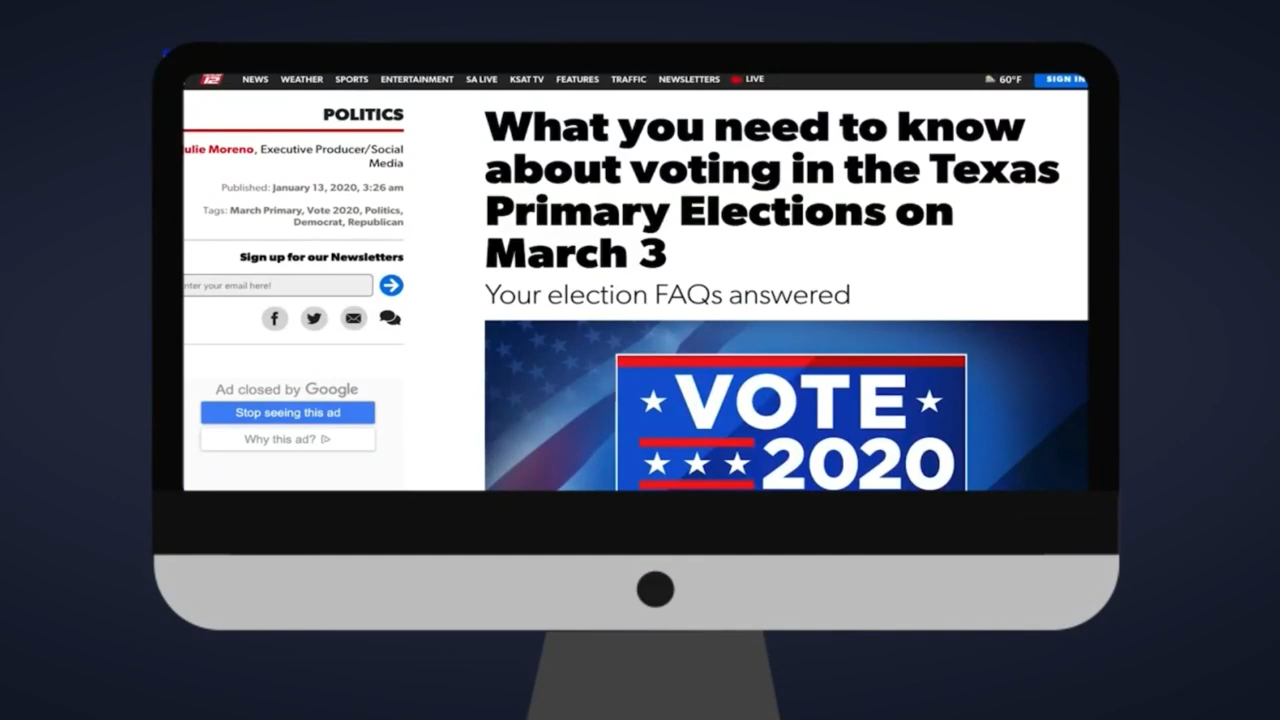 12 NEWS WEATHER SPORTS ENTERTAINMENT SA LIVE KSAT TV FEATURES TRAFFIC NEWSLETTERS LIVE 60°F SIGN IN
POLITICS
ulie Moreno, Executive Producer/Social
Media
Published: January 13, 2020, 3:26 am
Tags: March Primary, Vote 2020, Politics,
Democrat, Republican
Sign up for our Newsletters
nter your email here!
f
Ad closed by Google
Stop seeing this ad
Why this ad?
What you need to know
about voting in the Texas
Primary Elections on
March 3
Your election FAQs answered
VOTE
2020